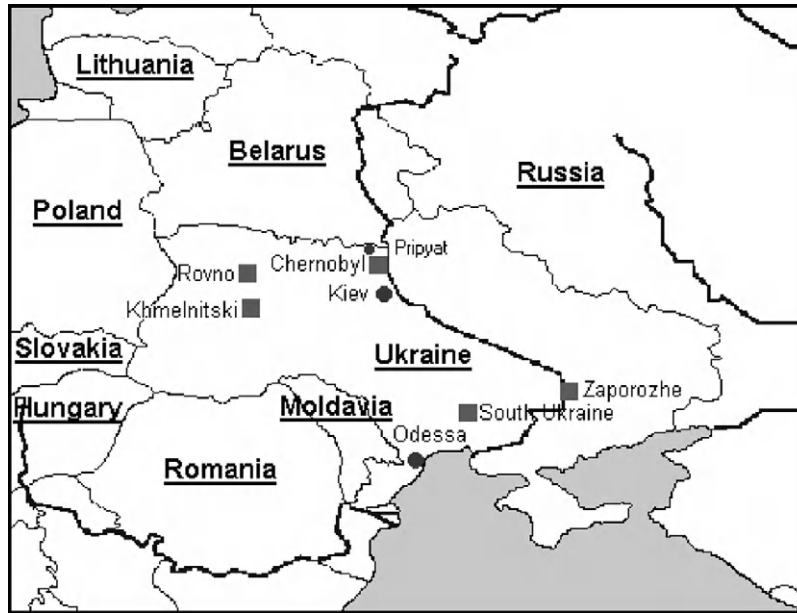 Lithuania
Belarus
Russia
Poland
Pripyat
Chernobyl
Rovno
Kiev
Khmelnitski
Slovakia
Ukraine
Zaporozhe
Hungary
Moldavia
South Ukraine
Odessa
Romania